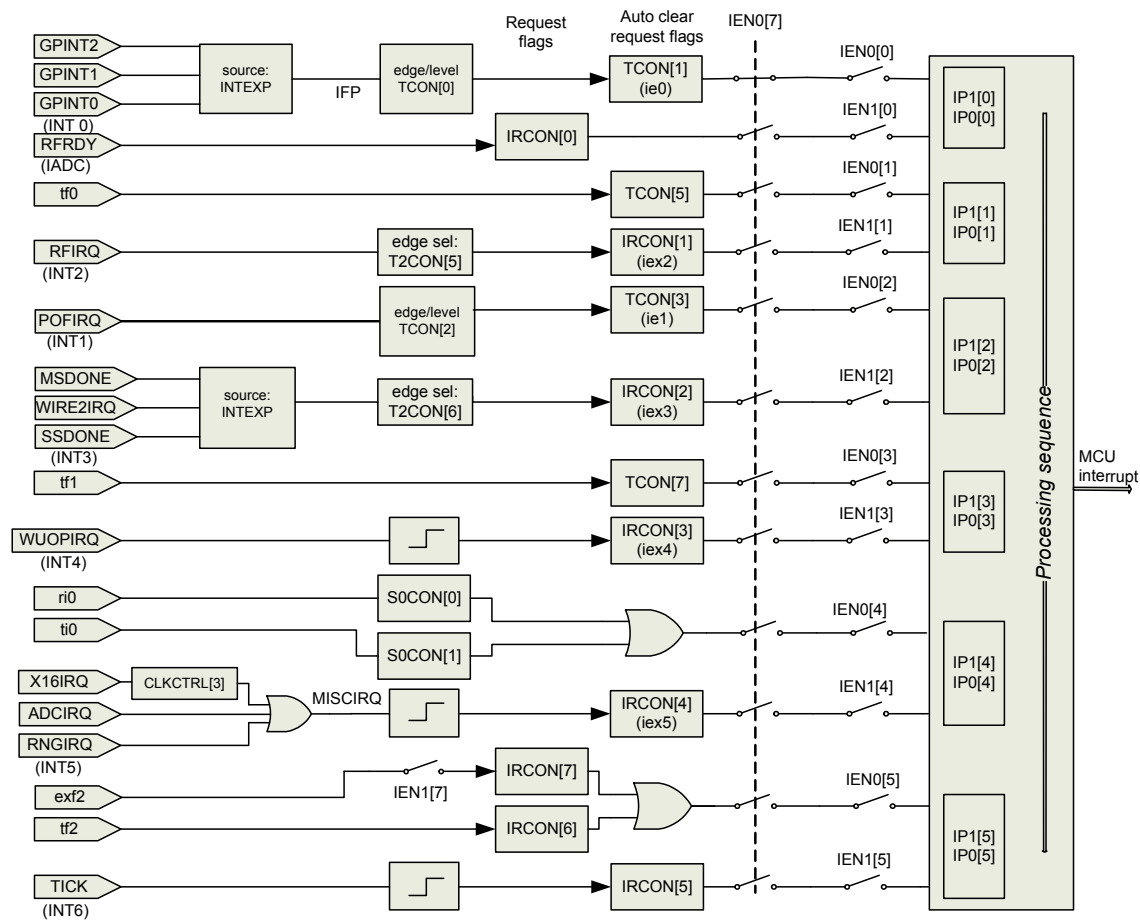 Request
flags
Auto clear
request flags
IEN0[7]
GPINT2
GPINT1
GPINT0
(INT 0)
source:
INTEXP
IFP
edge/level
TCON[0]
TCON[1]
(ie0)
IEN0[0]
IP1[0]
IP0[0]
RFRDY
(IADC)
IRCON[0]
IEN1[0]
tf0
TCON[5]
IEN0[1]
IP1[1]
IP0[1]
RFIRQ
(INT2)
edge sel:
T2CON[5]
IRCON[1]
(iex2)
IEN1[1]
POFIRQ
(INT1)
edge/level
TCON[2]
TCON[3]
(ie1)
IEN0[2]
IP1[2]
IP0[2]
MSDONE
WIRE2IRQ
SSDONE
(INT3)
source:
INTEXP
edge sel:
T2CON[6]
IRCON[2]
(iex3)
IEN1[2]
Processing sequence
MCU
interrupt
tf1
TCON[7]
IEN0[3]
IP1[3]
IP0[3]
WUOPIRQ
(INT4)
IRCON[3]
(iex4)
IEN1[3]
ri0
S0CON[0]
ti0
S0CON[1]
IEN0[4]
IP1[4]
IP0[4]
X16IRQ
CLKCTRL[3]
ADCIRQ
RNGIRQ
(INT5)
MISCIRQ
IRCON[4]
(iex5)
IEN1[4]
exf2
IEN1[7]
IRCON[7]
tf2
IRCON[6]
IEN0[5]
IP1[5]
IP0[5]
TICK
(INT6)
IRCON[5]
IEN1[5]